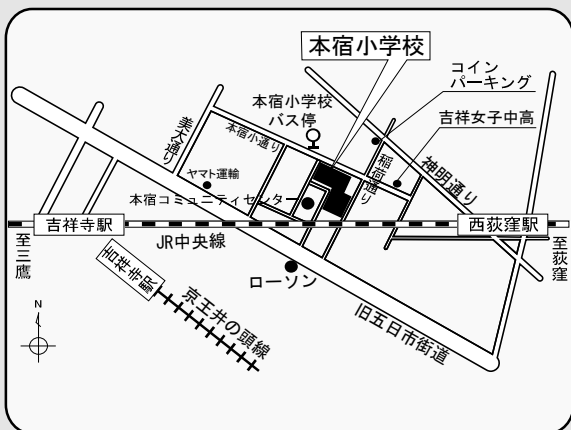 本宿小学校
コイン
パーキング
本宿小学校
バス停
吉祥女子中高
美大通り
本宿小通り
稲荷通り
神明通り
ヤマト運輸
本宿コミュニティセンター
吉祥寺駅
西荻窪駅
至三鷹
JR中央線
至荻窪
ローソン
吉祥寺駅
京王井の頭線
旧五日市街道
N